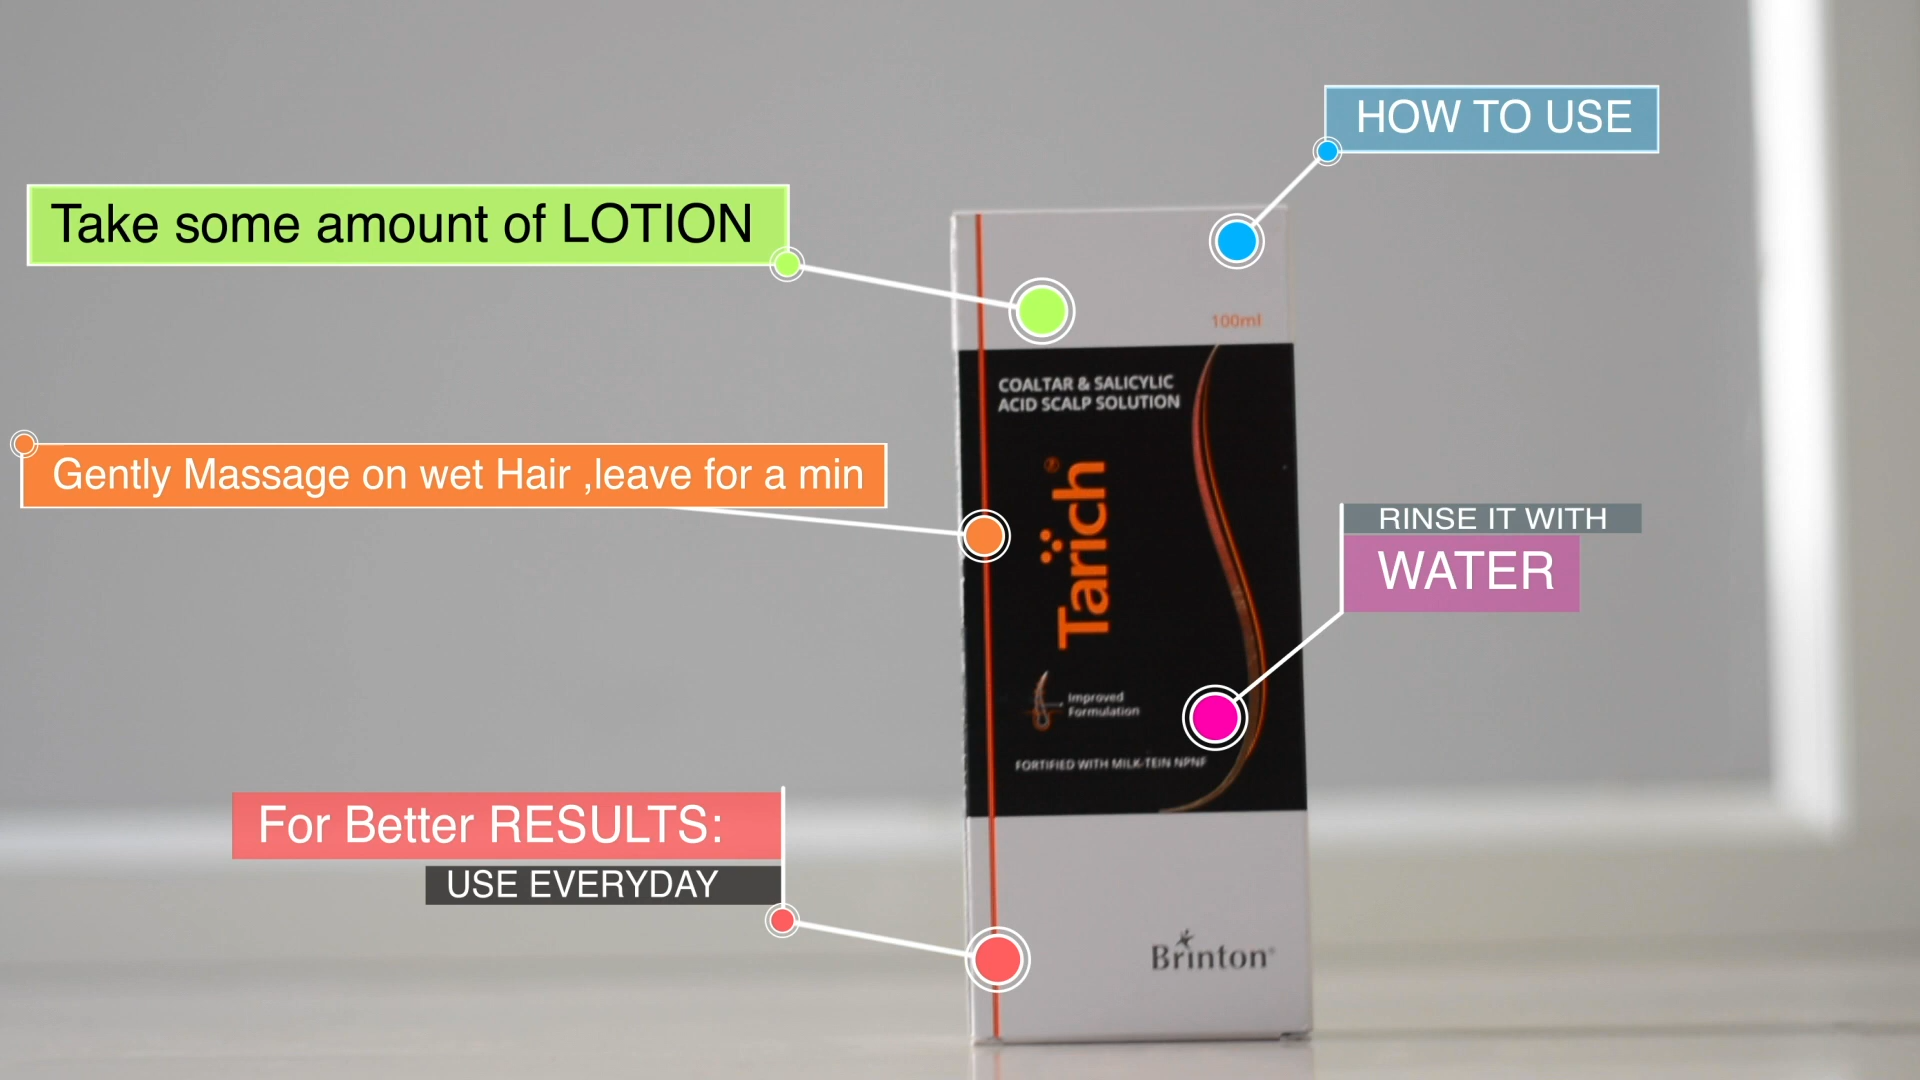 HOW TO USE
Take some amount of LOTION
Gently Massage on wet Hair ,leave for a min
RINSE IT WITH
WATER
For Better RESULTS:
USE EVERYDAY
100ml
COALTAR & SALICYLIC
ACID SCALP SOLUTION
Tarich®
Improved
Formulation
FORTIFIED WITH MILK-TEIN NPNF
Brinton®